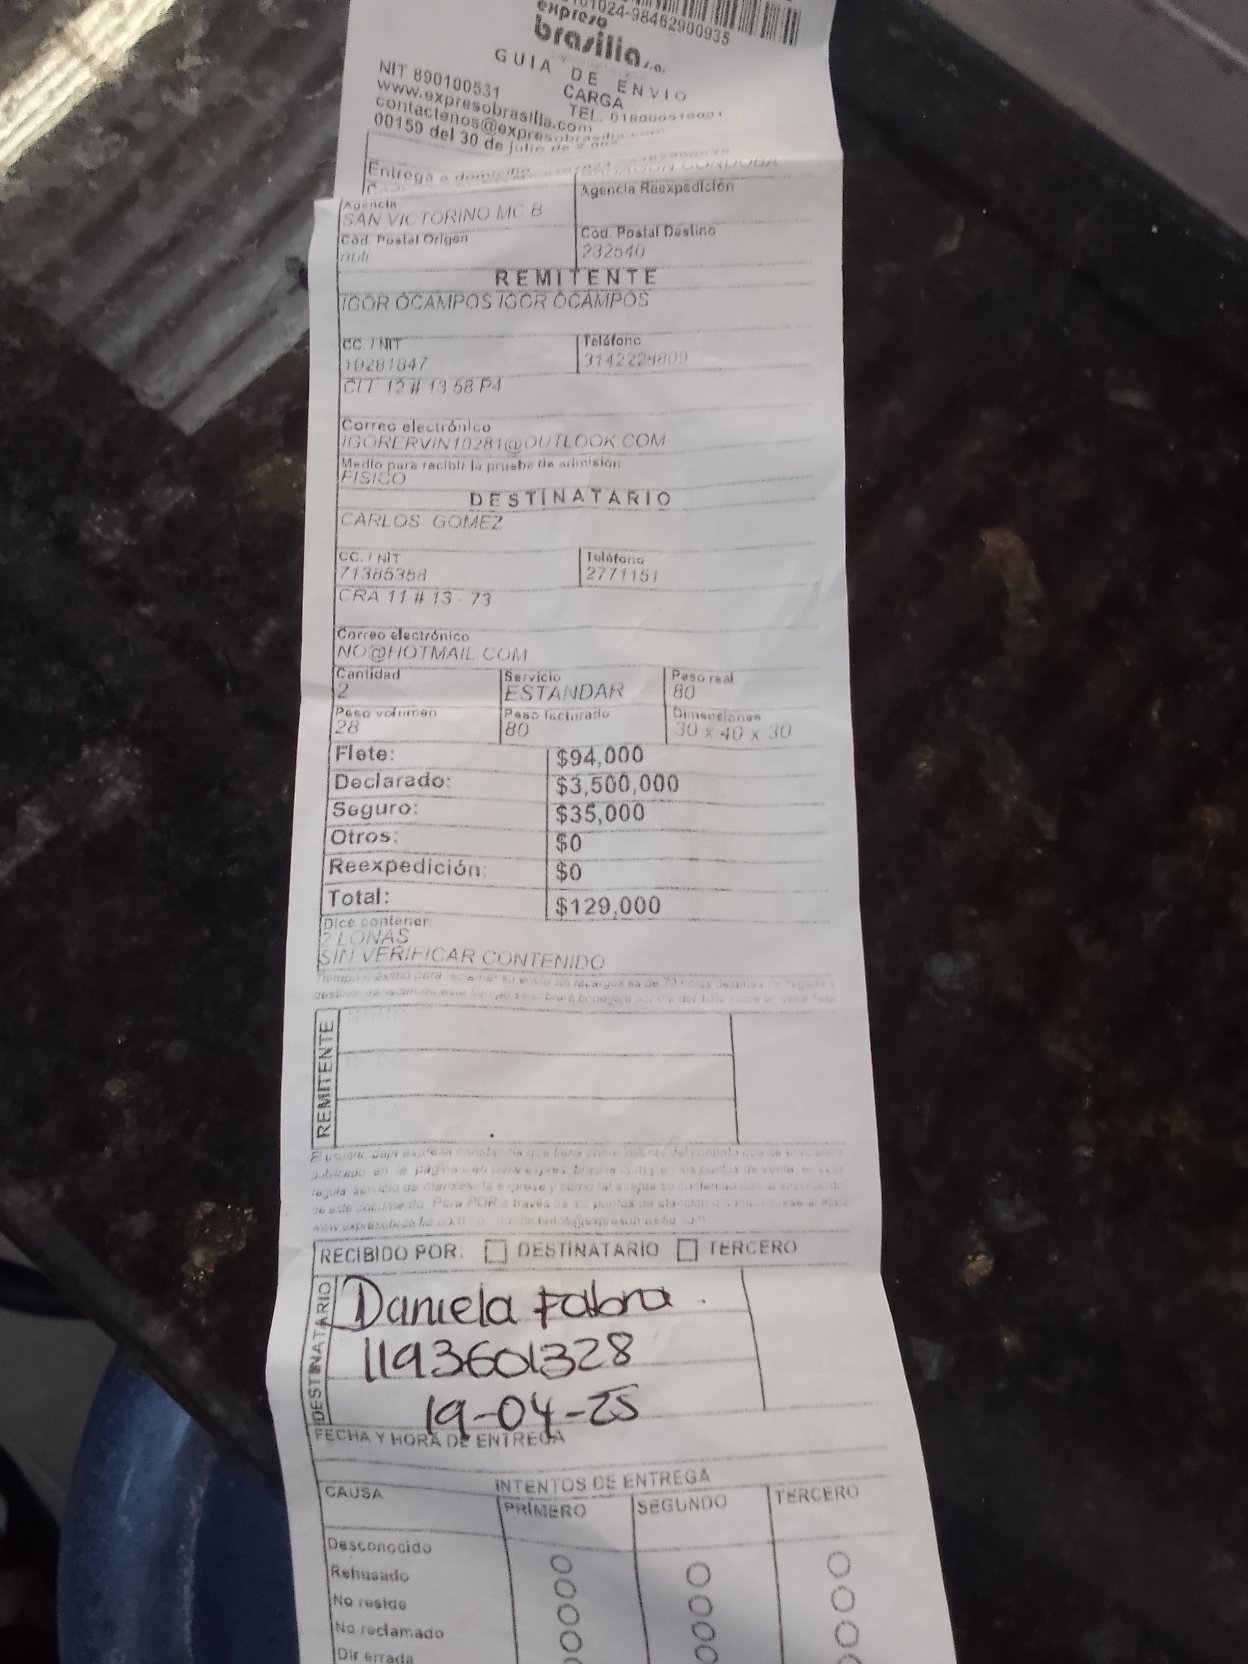 expreso
brasilia s.a.
GUIA DE ENVIO
CARGA
NIT 890100531
TEL. 018000518001
www.expresobrasilia.com
contactenos@expresobrasilia.com
00159 del 30 de julio de
Entrega a domicilio
Agencia
SAN VICTORINO MC B
Agencia Reexpedición
Cód. Postal Origen
null
Cód. Postal Destino
232540
REMITENTE
IGOR OCAMPOS IGOR OCAMPOS
CC. / NIT
10281847
Teléfono
3142228809
CLL 12 # 13 58 P4
Correo electrónico
IGORERVIN10281@OUTLOOK.COM
Medio para recibir la prueba de admisión
FISICO
DESTINATARIO
CARLOS GOMEZ
CC. / NIT
71385358
Teléfono
2771151
CRA 11 # 13 - 73
Correo electrónico
NO@HOTMAIL.COM
Cantidad
2
Servicio
ESTANDAR
Peso real
80
Peso volumen
28
Peso facturado
80
Dimensiones
30 x 40 x 30
Flete: $94,000
Declarado: $3,500,000
Seguro: $35,000
Otros: $0
Reexpedición: $0
Total: $129,000
Dice contener:
2 LONAS
SIN VERIFICAR CONTENIDO
REMITENTE
RECIBIDO POR: DESTINATARIO TERCERO
DESTINATARIO
Daniela Fabra
1193601328
19-04-25
FECHA Y HORA DE ENTREGA
CAUSA
INTENTOS DE ENTREGA
PRIMERO SEGUNDO TERCERO
Desconocido
Rehusado
No reside
No reclamado
Dir errada